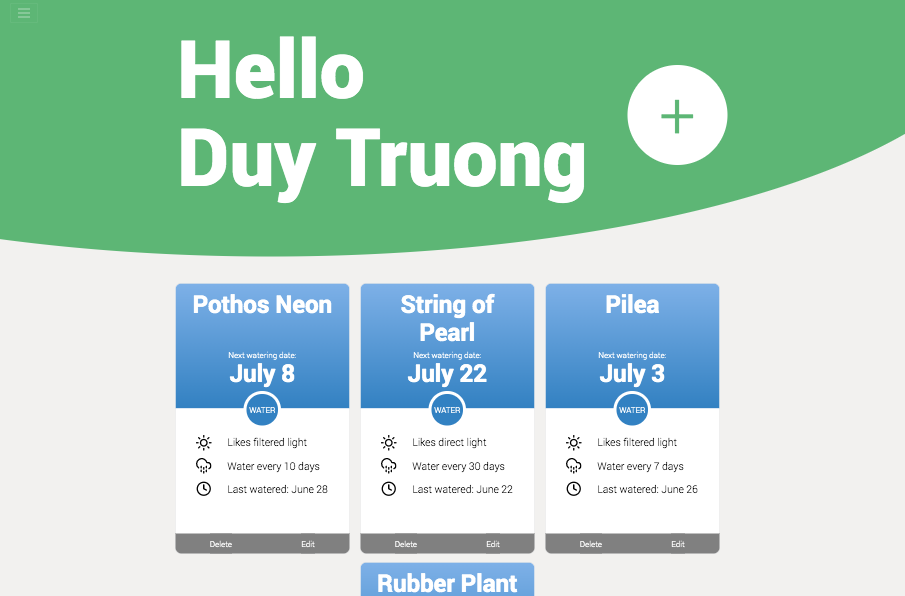 Hello
Duy Truong
Pothos Neon
Next watering date:
July 8
WATER
Likes filtered light
Water every 10 days
Last watered: June 28
Delete Edit
String of
Pearl
Next watering date:
July 22
WATER
Likes direct light
Water every 30 days
Last watered: June 22
Delete Edit
Pilea
Next watering date:
July 3
WATER
Likes filtered light
Water every 7 days
Last watered: June 26
Delete Edit
Rubber Plant